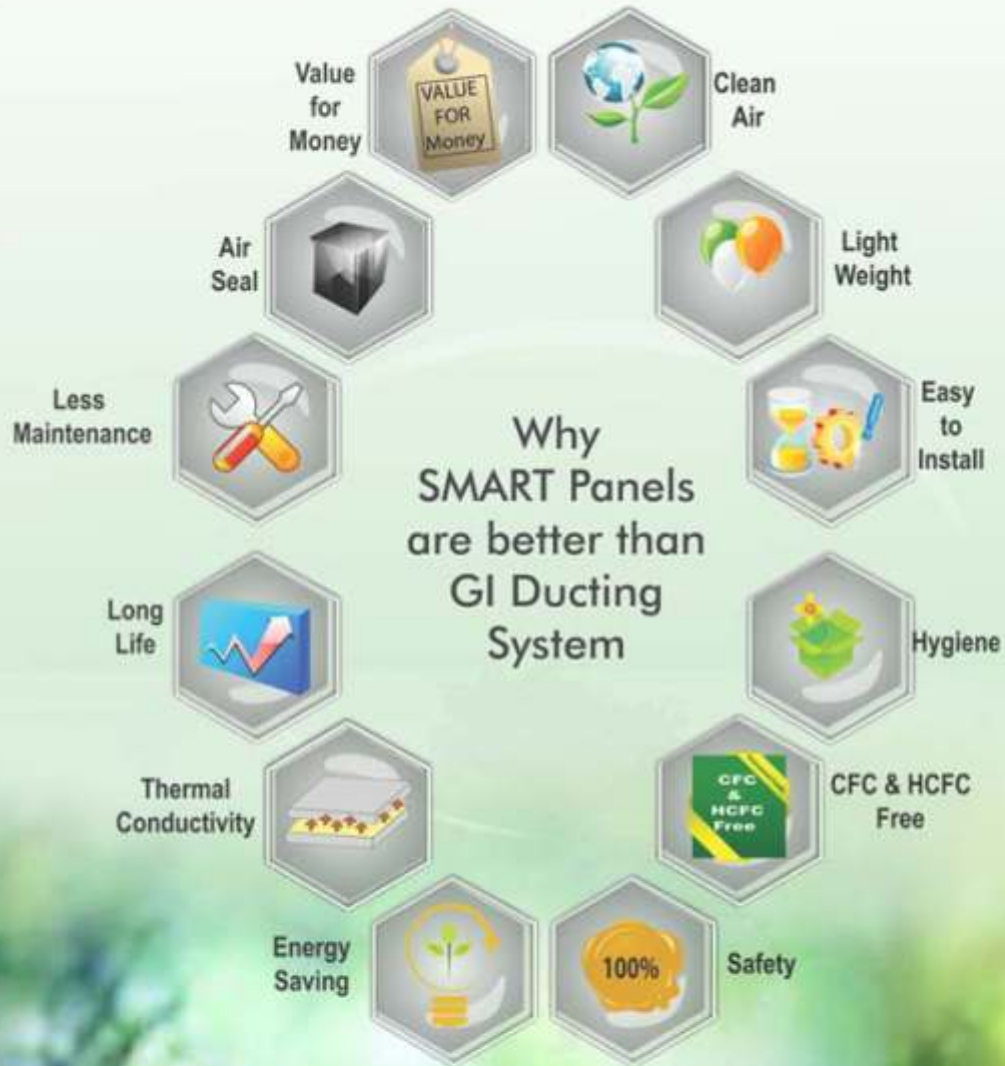 Value
for
Money
VALUE
FOR
Money
Clean
Air
Air
Seal
Light
Weight
Less
Maintenance
Easy
to
Install
Why
SMART Panels
are better than
GI Ducting
System
Long
Life
Hygiene
Thermal
Conductivity
CFC
&
HCFC
Free
CFC & HCFC
Free
Energy
Saving
100%
Safety